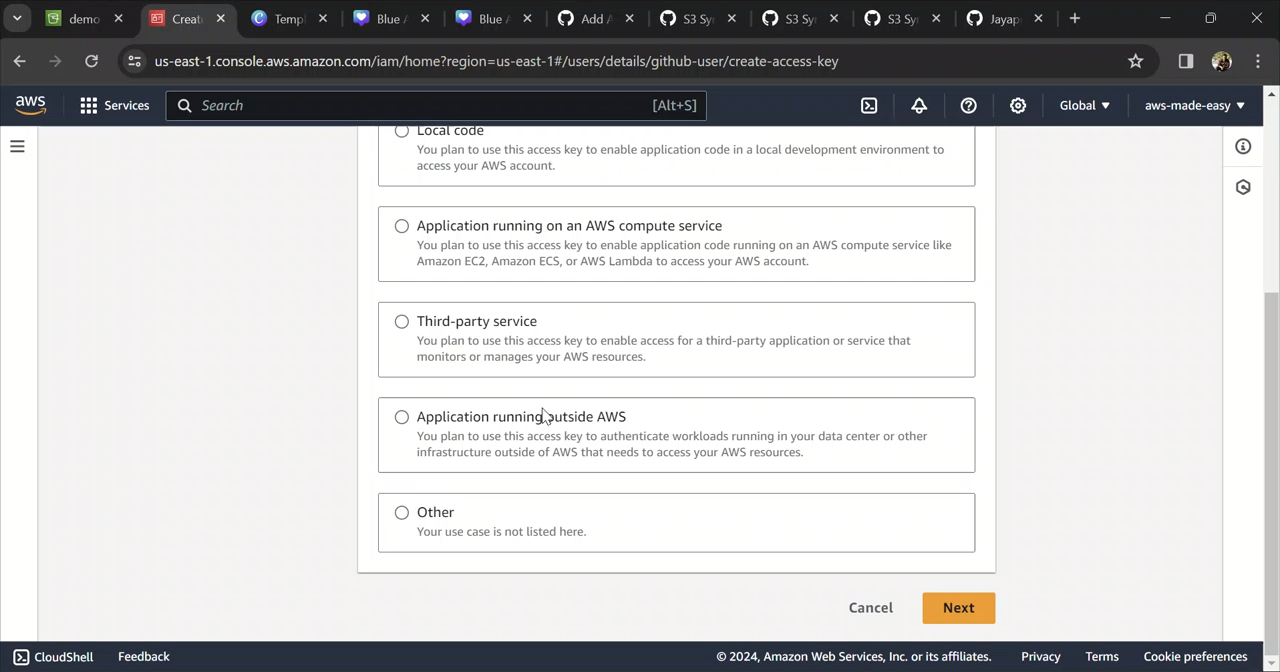 demo
Creat
Templ
Blue A
Blue A
Add A
S3 Sy
S3 Sy
S3 Sy
Jayap
us-east-1.console.aws.amazon.com/iam/home?region=us-east-1#/users/details/github-user/create-access-key
aws
Services
Search
[Alt+S]
Global
aws-made-easy
Local code
You plan to use this access key to enable application code in a local development environment to
access your AWS account.
Application running on an AWS compute service
You plan to use this access key to enable application code running on an AWS compute service like
Amazon EC2, Amazon ECS, or AWS Lambda to access your AWS account.
Third-party service
You plan to use this access key to enable access for a third-party application or service that
monitors or manages your AWS resources.
Application running outside AWS
You plan to use this access key to authenticate workloads running in your data center or other
infrastructure outside of AWS that needs to access your AWS resources.
Other
Your use case is not listed here.
Cancel
Next
CloudShell
Feedback
© 2024, Amazon Web Services, Inc. or its affiliates.
Privacy
Terms
Cookie preferences